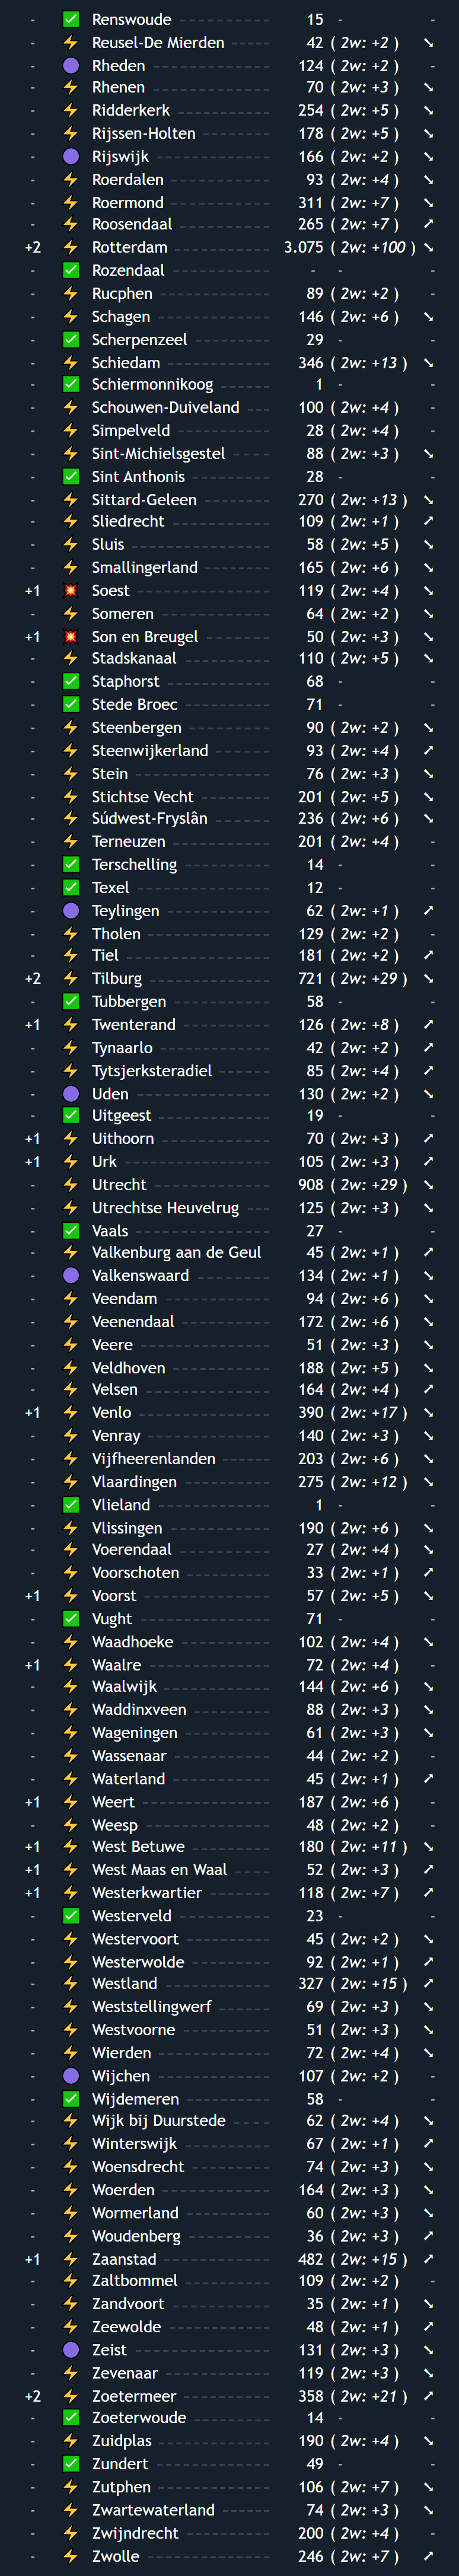 - ✅ Renswoude 15 - -
- ⚡ Reusel-De Mierden 42 ( 2w: +2 ) ↘
- 🟣 Rheden 124 ( 2w: +2 ) -
- ⚡ Rhenen 70 ( 2w: +3 ) ↘
- ⚡ Ridderkerk 254 ( 2w: +5 ) ↘
- ⚡ Rijssen-Holten 178 ( 2w: +5 ) ↘
- 🟣 Rijswijk 166 ( 2w: +2 ) ↘
- ⚡ Roerdalen 93 ( 2w: +4 ) ↘
- ⚡ Roermond 311 ( 2w: +7 ) ↘
- ⚡ Roosendaal 265 ( 2w: +7 ) ↗
+2 ⚡ Rotterdam 3.075 ( 2w: +100 ) ↘
- ✅ Rozendaal - - -
- ⚡ Rucphen 89 ( 2w: +2 ) -
- ⚡ Schagen 146 ( 2w: +6 ) ↘
- ✅ Scherpenzeel 29 - -
- ⚡ Schiedam 346 ( 2w: +13 ) ↘
- ✅ Schiermonnikoog 1 - -
- ⚡ Schouwen-Duiveland 100 ( 2w: +4 ) -
- ⚡ Simpelveld 28 ( 2w: +4 ) -
- ⚡ Sint-Michielsgestel 88 ( 2w: +3 ) ↘
- ✅ Sint Anthonis 28 - -
- ⚡ Sittard-Geleen 270 ( 2w: +13 ) ↘
- ⚡ Sliedrecht 109 ( 2w: +1 ) ↗
- ⚡ Sluis 58 ( 2w: +5 ) ↘
- ⚡ Smallingerland 165 ( 2w: +6 ) ↘
+1 💥 Soest 119 ( 2w: +4 ) ↘
- ⚡ Someren 64 ( 2w: +2 ) ↘
+1 💥 Son en Breugel 50 ( 2w: +3 ) ↘
- ⚡ Stadskanaal 110 ( 2w: +5 ) ↘
- ✅ Staphorst 68 - -
- ✅ Stede Broec 71 - -
- ⚡ Steenbergen 90 ( 2w: +2 ) ↘
- ⚡ Steenwijkerland 93 ( 2w: +4 ) ↗
- ⚡ Stein 76 ( 2w: +3 ) ↘
- ⚡ Stichtse Vecht 201 ( 2w: +5 ) ↘
- ⚡ Súdwest-Fryslân 236 ( 2w: +6 ) ↘
- ⚡ Terneuzen 201 ( 2w: +4 ) -
- ✅ Terschelling 14 - -
- ✅ Texel 12 - -
- 🟣 Teylingen 62 ( 2w: +1 ) ↗
- ⚡ Tholen 129 ( 2w: +2 ) -
- ⚡ Tiel 181 ( 2w: +2 ) ↗
+2 ⚡ Tilburg 721 ( 2w: +29 ) ↘
- ✅ Tubbergen 58 - -
+1 ⚡ Twenterand 126 ( 2w: +8 ) ↗
- ⚡ Tynaarlo 42 ( 2w: +2 ) ↗
- ⚡ Tytsjerksteradiel 85 ( 2w: +4 ) ↗
- 🟣 Uden 130 ( 2w: +2 ) ↘
- ✅ Uitgeest 19 - -
+1 ⚡ Uithoorn 70 ( 2w: +3 ) ↗
+1 ⚡ Urk 105 ( 2w: +3 ) ↗
- ⚡ Utrecht 908 ( 2w: +29 ) ↘
- ⚡ Utrechtse Heuvelrug 125 ( 2w: +3 ) ↘
- ✅ Vaals 27 - -
- ⚡ Valkenburg aan de Geul 45 ( 2w: +1 ) ↗
- 🟣 Valkenswaard 134 ( 2w: +1 ) ↘
- ⚡ Veendam 94 ( 2w: +6 ) ↘
- ⚡ Veenendaal 172 ( 2w: +6 ) ↘
- ⚡ Veere 51 ( 2w: +3 ) ↘
- ⚡ Veldhoven 188 ( 2w: +5 ) ↘
- ⚡ Velsen 164 ( 2w: +4 ) ↗
+1 ⚡ Venlo 390 ( 2w: +17 ) ↘
- ⚡ Venray 140 ( 2w: +3 ) ↘
- ⚡ Vijfheerenlanden 203 ( 2w: +6 ) ↘
- ⚡ Vlaardingen 275 ( 2w: +12 ) ↘
- ✅ Vlieland 1 - -
- ⚡ Vlissingen 190 ( 2w: +6 ) ↘
- ⚡ Voerendaal 27 ( 2w: +4 ) ↘
- ⚡ Voorschoten 33 ( 2w: +1 ) ↗
+1 ⚡ Voorst 57 ( 2w: +5 ) ↘
- ✅ Vught 71 - -
- ⚡ Waadhoeke 102 ( 2w: +4 ) ↘
+1 ⚡ Waalre 72 ( 2w: +4 ) -
- ⚡ Waalwijk 144 ( 2w: +6 ) ↘
- ⚡ Waddinxveen 88 ( 2w: +3 ) ↘
- ⚡ Wageningen 61 ( 2w: +3 ) ↘
- ⚡ Wassenaar 44 ( 2w: +2 ) -
- ⚡ Waterland 45 ( 2w: +1 ) ↗
+1 ⚡ Weert 187 ( 2w: +6 ) -
- ⚡ Weesp 48 ( 2w: +2 ) -
+1 ⚡ West Betuwe 180 ( 2w: +11 ) ↘
+1 ⚡ West Maas en Waal 52 ( 2w: +3 ) ↗
+1 ⚡ Westerkwartier 118 ( 2w: +7 ) ↗
- ✅ Westerveld 23 - -
- ⚡ Westervoort 45 ( 2w: +2 ) ↘
- ⚡ Westerwolde 92 ( 2w: +1 ) ↗
- ⚡ Westland 327 ( 2w: +15 ) ↗
- ⚡ Weststellingwerf 69 ( 2w: +3 ) ↘
- ⚡ Westvoorne 51 ( 2w: +3 ) ↘
- ⚡ Wierden 72 ( 2w: +4 ) ↘
- 🟣 Wijchen 107 ( 2w: +2 ) -
- ✅ Wijdemeren 58 - -
- ⚡ Wijk bij Duurstede 62 ( 2w: +4 ) ↘
- ⚡ Winterswijk 67 ( 2w: +1 ) ↗
- ⚡ Woensdrecht 74 ( 2w: +3 ) ↘
- ⚡ Woerden 164 ( 2w: +3 ) ↘
- ⚡ Wormerland 60 ( 2w: +3 ) ↘
- ⚡ Woudenberg 36 ( 2w: +3 ) ↗
+1 ⚡ Zaanstad 482 ( 2w: +15 ) ↗
- ⚡ Zaltbommel 109 ( 2w: +2 ) -
- ⚡ Zandvoort 35 ( 2w: +1 ) ↘
- ⚡ Zeewolde 48 ( 2w: +1 ) ↗
- 🟣 Zeist 131 ( 2w: +3 ) ↘
- ⚡ Zevenaar 119 ( 2w: +3 ) ↘
+2 ⚡ Zoetermeer 358 ( 2w: +21 ) ↗
- ✅ Zoeterwoude 14 - -
- ⚡ Zuidplas 190 ( 2w: +4 ) ↘
- ✅ Zundert 49 - -
- ⚡ Zutphen 106 ( 2w: +7 ) ↘
- ⚡ Zwartewaterland 74 ( 2w: +3 ) ↘
- ⚡ Zwijndrecht 200 ( 2w: +4 ) -
- ⚡ Zwolle 246 ( 2w: +7 ) ↗